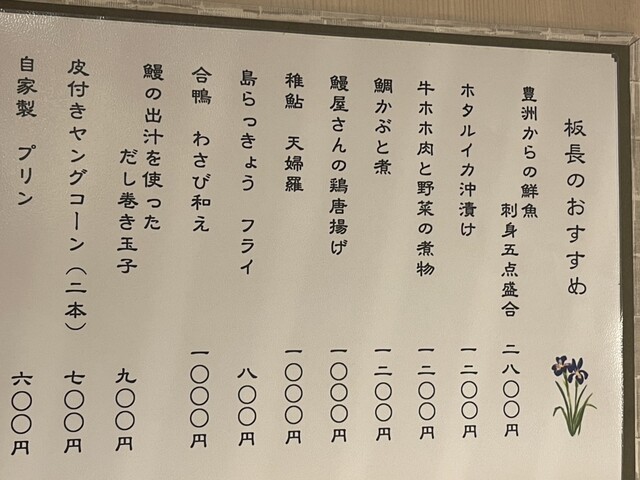 板長のおすすめ
豊洲からの鮮魚
刺身五点盛合 二八〇〇円
ホタルイカ沖漬け 一二〇〇円
牛ホホ肉と野菜の煮物 一二〇〇円
鯛かぶと煮 一二〇〇円
鰻屋さんの鶏唐揚げ 一〇〇〇円
稚鮎 天婦羅 一〇〇〇円
島らっきょう フライ 八〇〇円
合鴨 わさび和え 一〇〇〇円
鰻の出汁を使った
だし巻き玉子 九〇〇円
皮付きヤングコーン（二本） 七〇〇円
自家製 プリン 六〇〇円